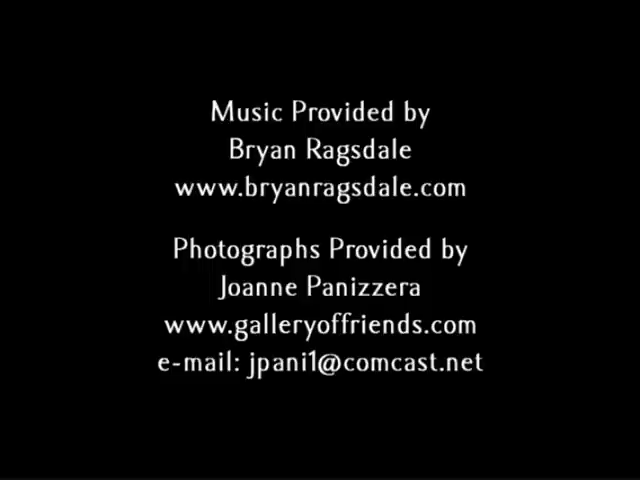 Music Provided by
Bryan Ragsdale
www.bryanragsdale.com
Photographs Provided by
Joanne Panizzera
www.galleryoffriends.com
e-mail: jpani1@comcast.net